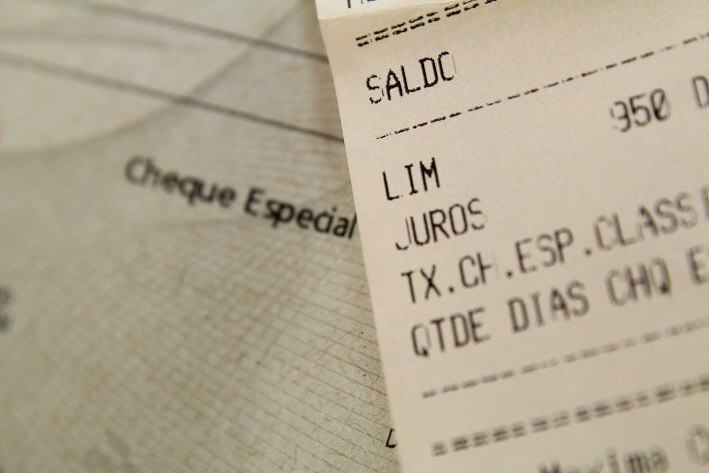 Cheque Especial
SALDO
950 D
LIM
JUROS
TX.CH.ESP.CLASS
QTDE DIAS CHQ E